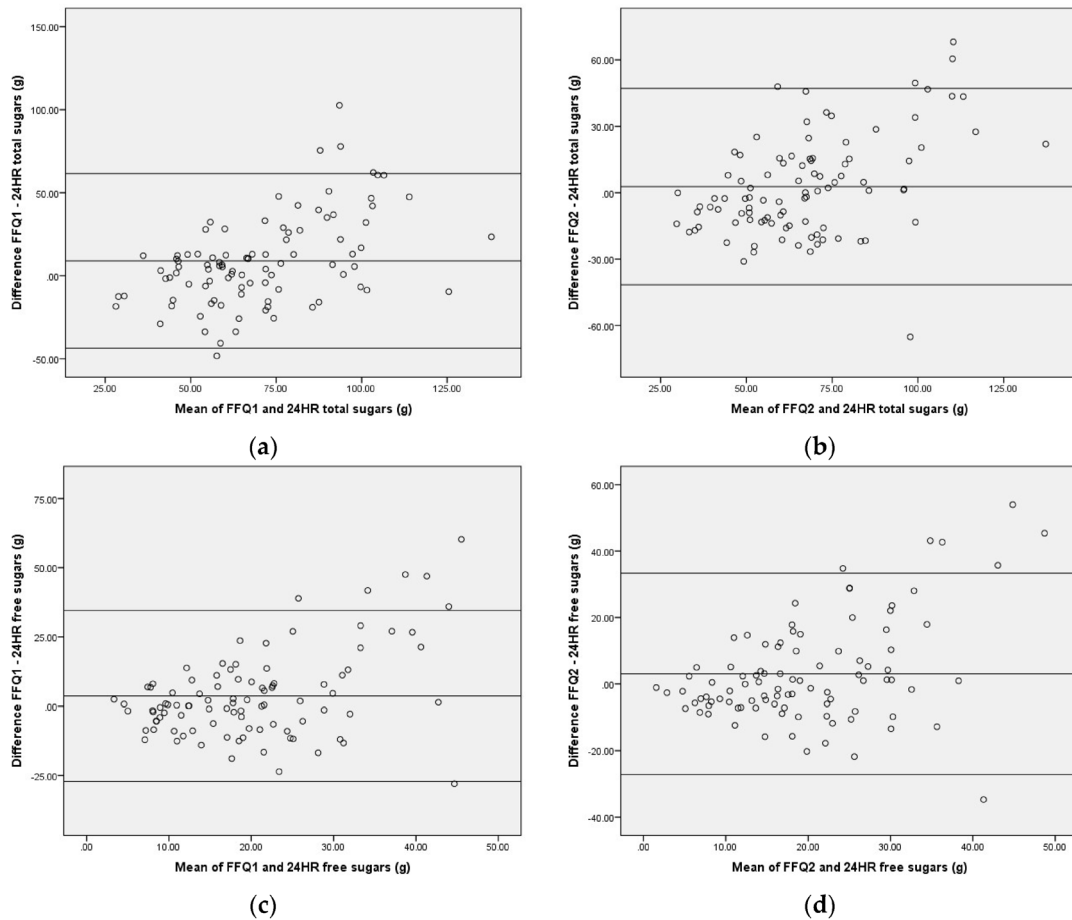 150.00
100.00
50.00
.00
-50.00
Difference FFQ1 - 24HR total sugars (g)
25.00 50.00 75.00 100.00 125.00
Mean of FFQ1 and 24HR total sugars (g)
(a)
60.00
30.00
.00
-30.00
-60.00
Difference FFQ2 - 24HR total sugars (g)
25.00 50.00 75.00 100.00 125.00
Mean of FFQ2 and 24HR total sugars (g)
(b)
75.00
50.00
25.00
.00
-25.00
Difference FFQ1 - 24HR free sugars (g)
.00 10.00 20.00 30.00 40.00 50.00
Mean of FFQ1 and 24HR free sugars (g)
(c)
60.00
40.00
20.00
.00
-20.00
-40.00
Difference FFQ2 - 24HR free sugars (g)
.00 10.00 20.00 30.00 40.00 50.00
Mean of FFQ2 and 24HR free sugars (g)
(d)